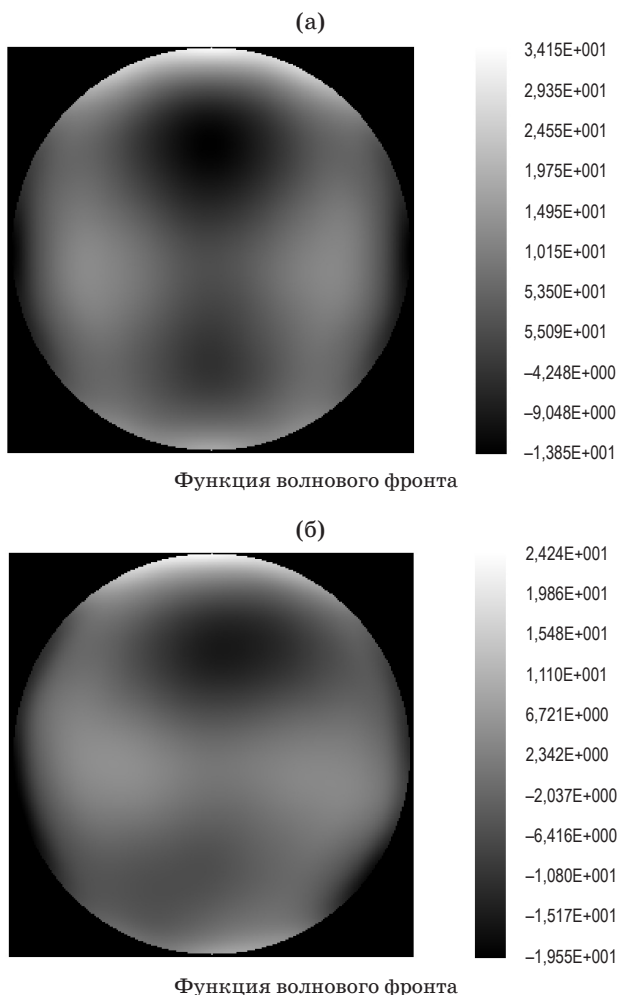 (а)
3,415E+001
2,935E+001
2,455E+001
1,975E+001
1,495E+001
1,015E+001
5,350E+001
5,509E+001
–4,248E+000
–9,048E+000
–1,385E+001
Функция волнового фронта
(б)
2,424E+001
1,986E+001
1,548E+001
1,110E+001
6,721E+000
2,342E+000
–2,037E+000
–6,416E+000
–1,080E+001
–1,517E+001
–1,955E+001
Функция волнового фронта